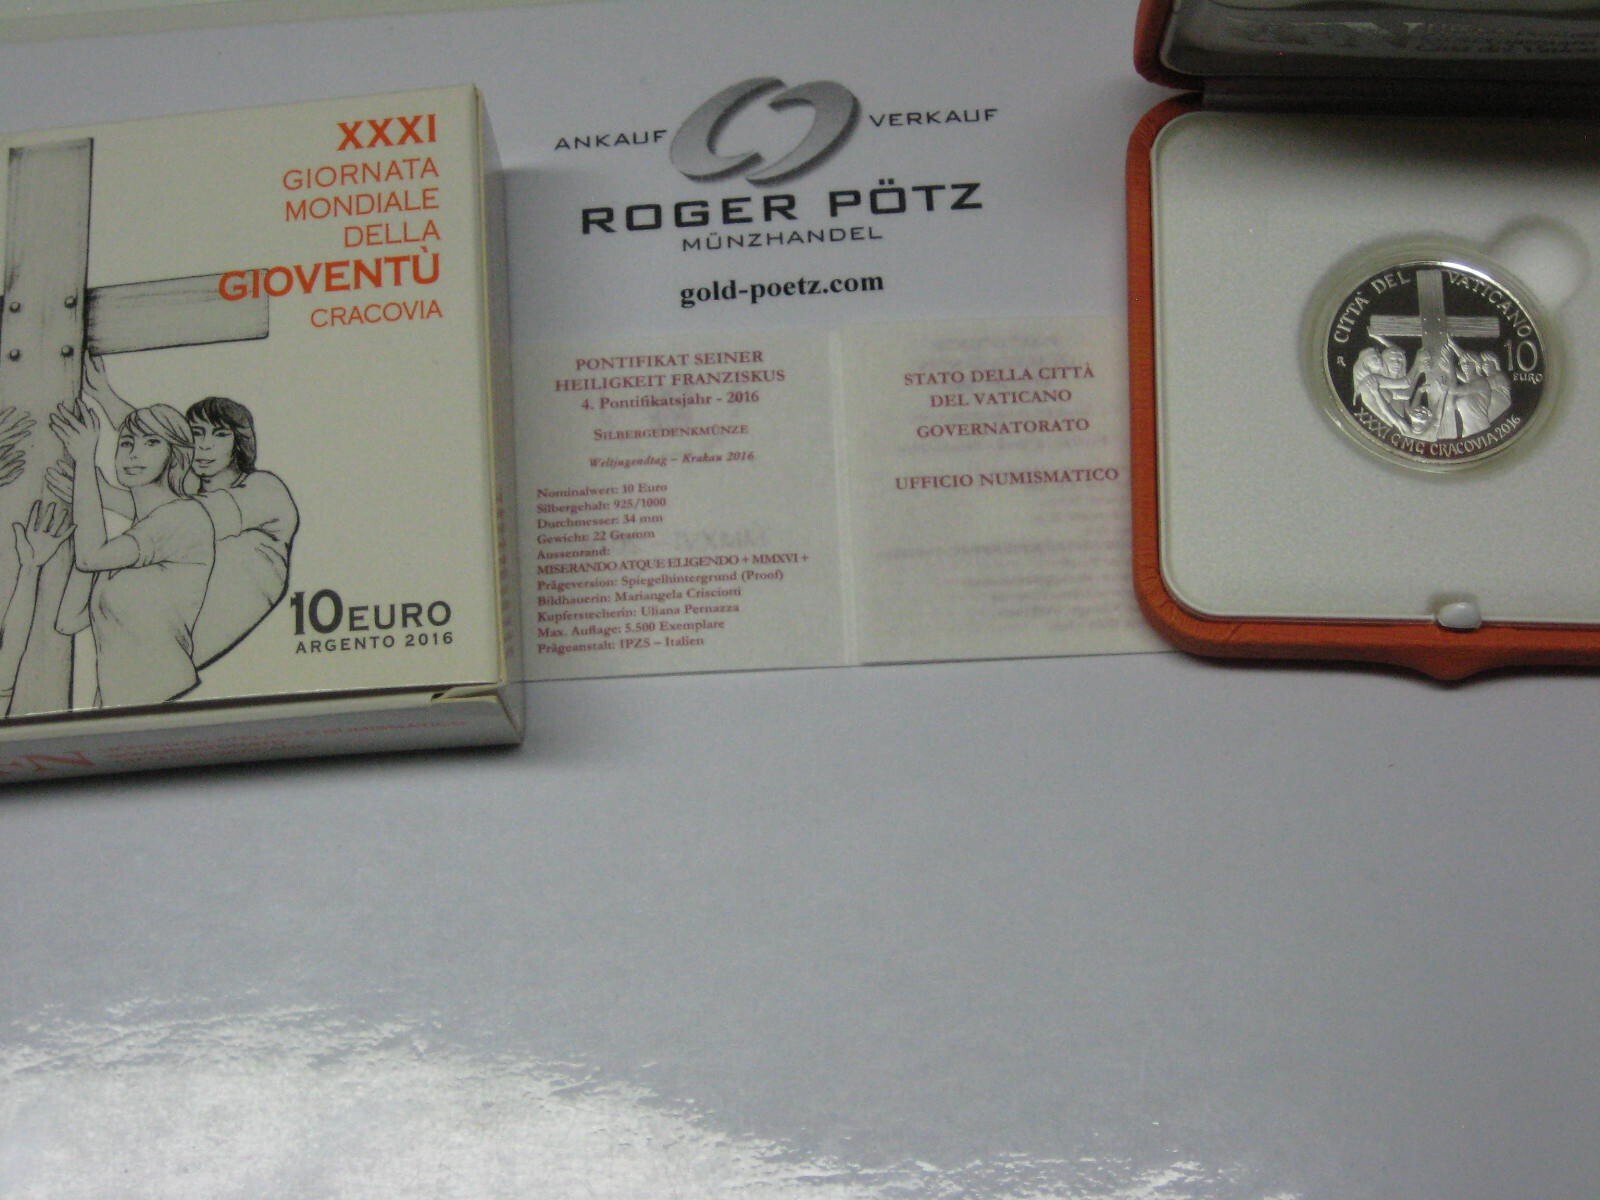 XXXI
GIORNATA
MONDIALE
DELLA
GIOVENTÙ
CRACOVIA
10 EURO
ARGENTO 2016
ANKAUF VERKAUF
ROGER PÖTZ
MÜNZHANDEL
gold-poetz.com
PONTIFIKAT SEINER
HEILIGKEIT FRANZISKUS
4. Pontifikatsjahr - 2016
SILBERGEDENKMÜNZE
Weltjugendtag – Krakau 2016
Nominalwert: 10 Euro
Silbergehalt: 925/1000
Durchmesser: 34 mm
Gewicht: 22 Gramm
Aussenrand:
MISERANDO ATQUE ELIGENDO + MMXVI +
Prägeversion: Spiegelhintergrund (Proof)
Bildhauerin: Mariangela Crisciotti
Kupferstecherin: Uliana Pernazza
Max. Auflage: 5.500 Exemplare
Prägeanstalt: IPZS – Italien
STATO DELLA CITTÀ
DEL VATICANO
GOVERNATORATO
UFFICIO NUMISMATICO
CITTÀ DEL VATICANO
R
10
EURO
XXXI GMG CRACOVIA 2016